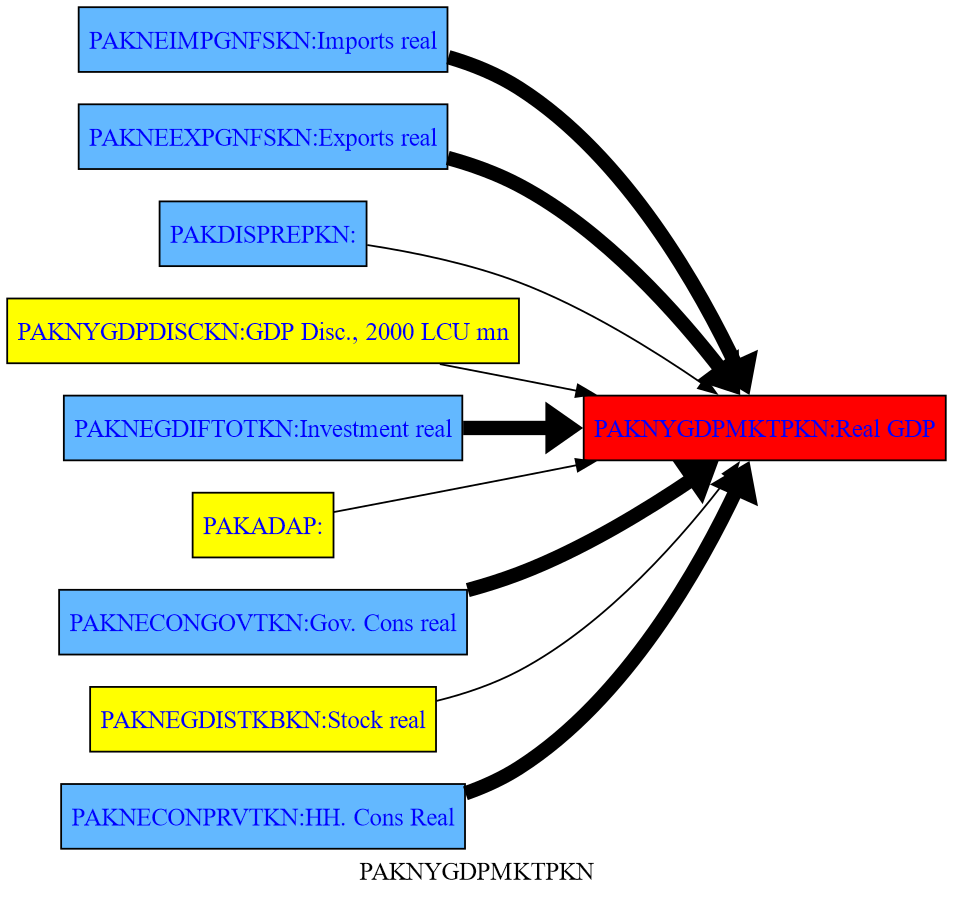 PAKNEIMPGNFSKN:Imports real
PAKNEEXPGNFSKN:Exports real
PAKDISPREPKN:
PAKNYGDPDISCKN:GDP Disc., 2000 LCU mn
PAKNEGDIFTOTKN:Investment real
PAKNYGDPMKTPKN:Real GDP
PAKADAP:
PAKNECONGOVTKN:Gov. Cons real
PAKNEGDISTKBKN:Stock real
PAKNECONPRVTKN:HH. Cons Real
PAKNYGDPMKTPKN